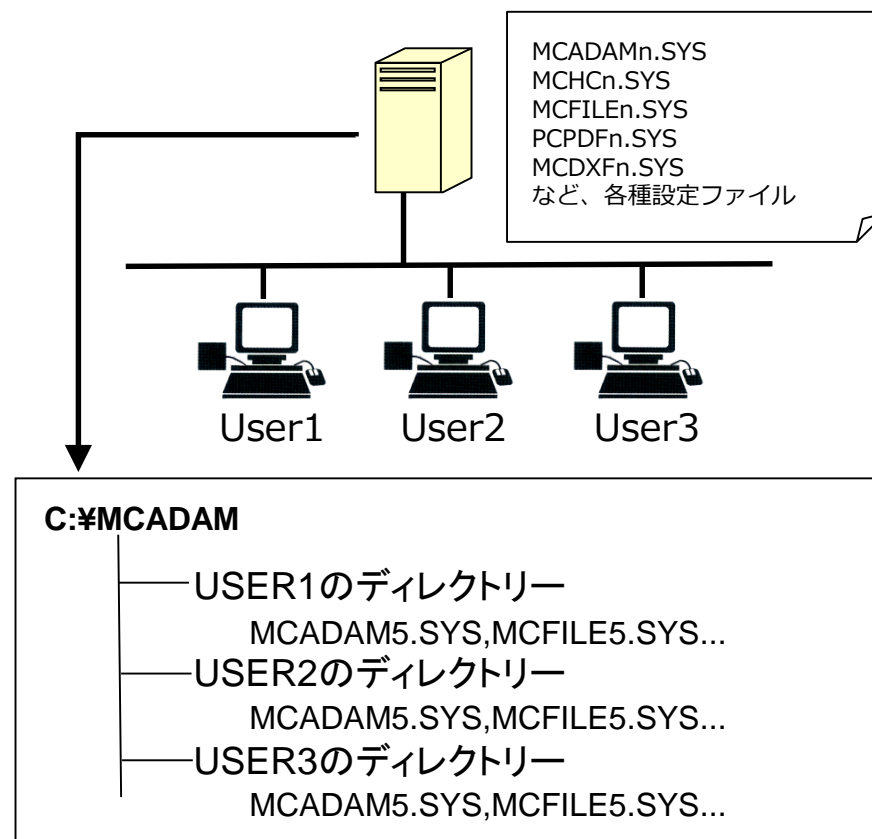 MCADAMn.SYS
MCHCn.SYS
MCFILEn.SYS
PCPDFn.SYS
MCDXFn.SYS
など、各種設定ファイル
User1
User2
User3
C:¥MCADAM
USER1のディレクトリー
MCADAM5.SYS,MCFILE5.SYS...
USER2のディレクトリー
MCADAM5.SYS,MCFILE5.SYS...
USER3のディレクトリー
MCADAM5.SYS,MCFILE5.SYS...